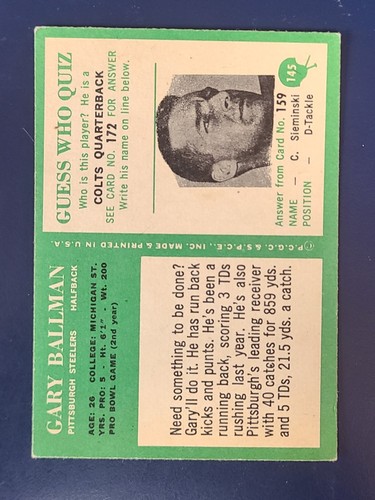 GARY BALLMAN
PITTSBURGH STEELERS HALFBACK
AGE: 26 COLLEGE: MICHIGAN ST.
YRS. PRO: 5 - Ht. 6'1" - Wt. 200
PRO BOWL GAME (2nd year)
Need something to be done?
Gary'll do it. He has run back
kicks and punts. He's been a
running back, scoring 3 TDs
rushing last year. He's also
Pittsburgh's leading receiver
with 40 catches for 859 yds.
and 5 TDs, 21.5 yds. a catch.
© P.C.G.C. & S.P.C.E. INC. MADE & PRINTED IN U.S.A.
GUESS WHO QUIZ
Who is this player? He is a
COLTS QUARTERBACK
SEE CARD NO. 172 FOR ANSWER
Write his name on line below.
145
Answer from Card No. 159
NAME — C. Sieminski
POSITION — D-Tackle